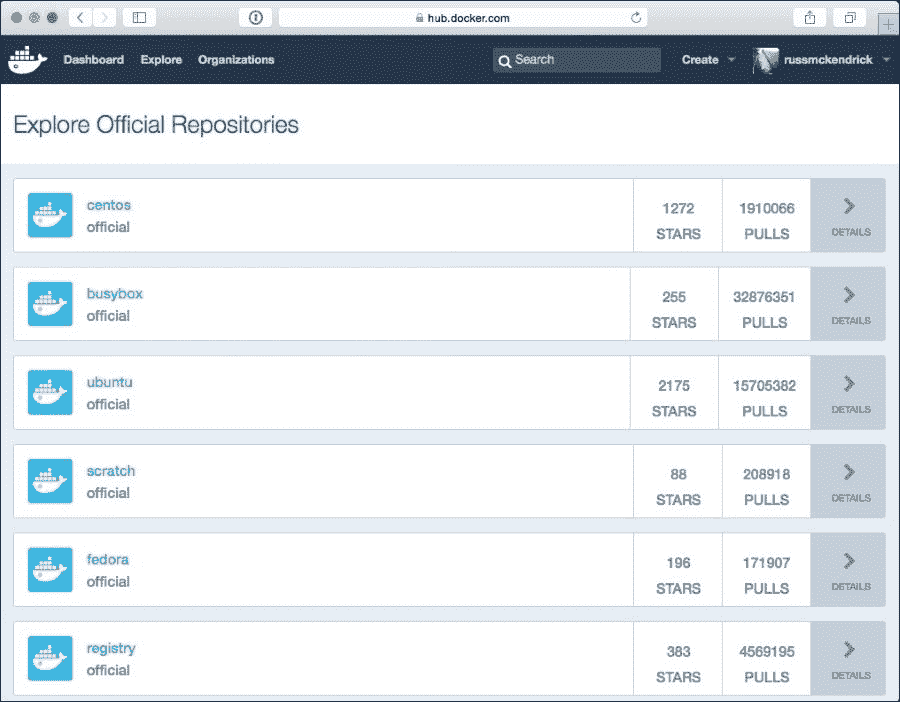 hub.docker.com
Dashboard Explore Organizations Search Create russmckendrick
Explore Official Repositories
centos
official
1272
STARS
1910066
PULLS
DETAILS
busybox
official
255
STARS
32876351
PULLS
DETAILS
ubuntu
official
2175
STARS
15705382
PULLS
DETAILS
scratch
official
88
STARS
208918
PULLS
DETAILS
fedora
official
196
STARS
171907
PULLS
DETAILS
registry
official
383
STARS
4569195
PULLS
DETAILS